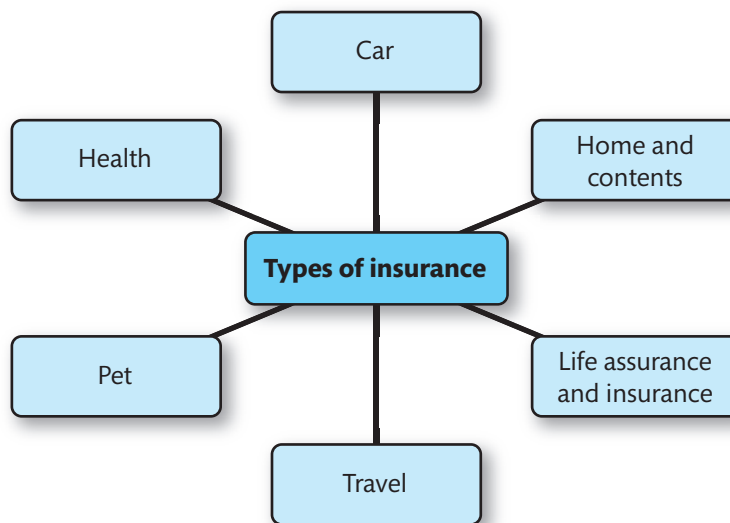 Car
Health
Home and
contents
Types of insurance
Pet
Life assurance
and insurance
Travel